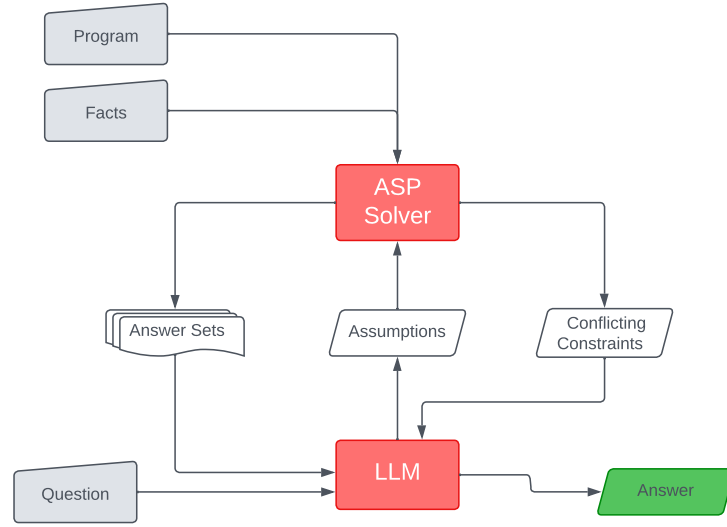 Program
Facts
ASP
Solver
Answer Sets
Assumptions
Conflicting
Constraints
LLM
Question
Answer